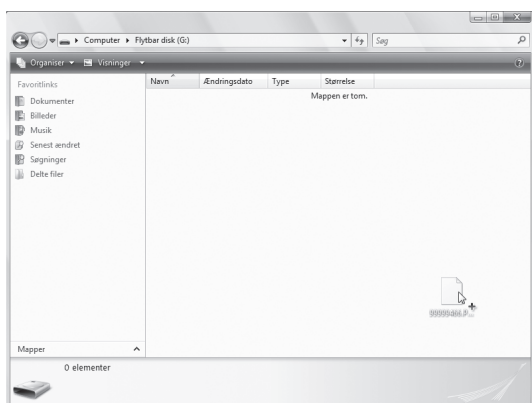 Computer Flytbar disk (G:)
Søg
Organiser Visninger
Favoritlinks
Navn Ændringsdato Type Størrelse
Mappen er tom.
Dokumenter
Billeder
Musik
Senest ændret
Søgninger
Delte filer
Mapper
0 elementer